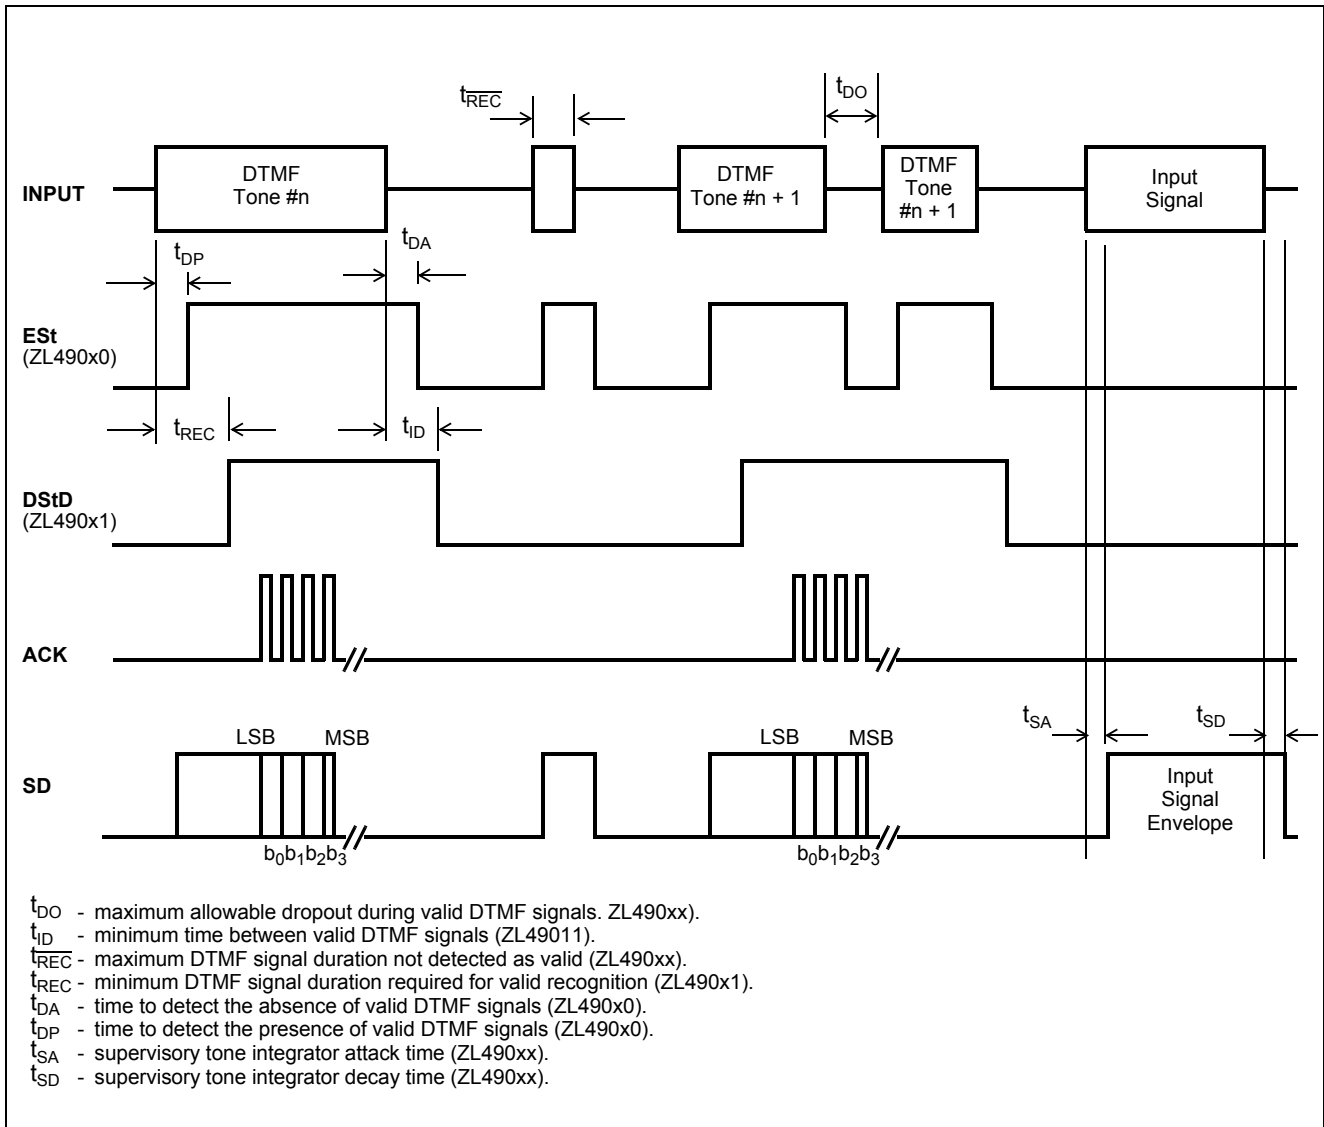 tREC
tDO
INPUT
DTMF
Tone #n
DTMF
Tone #n + 1
DTMF
Tone
#n + 1
Input
Signal
tDP
tDA
ESt
(ZL490x0)
tREC
tID
DStD
(ZL490x1)
ACK
tSA
tSD
SD
LSB
MSB
LSB
MSB
Input
Signal
Envelope
b0b1b2b3
b0b1b2b3
tDO - maximum allowable dropout during valid DTMF signals. ZL490xx).
tID - minimum time between valid DTMF signals (ZL49011).
tREC - maximum DTMF signal duration not detected as valid (ZL490xx).
tREC - minimum DTMF signal duration required for valid recognition (ZL490x1).
tDA - time to detect the absence of valid DTMF signals (ZL490x0).
tDP - time to detect the presence of valid DTMF signals (ZL490x0).
tSA - supervisory tone integrator attack time (ZL490xx).
tSD - supervisory tone integrator decay time (ZL490xx).